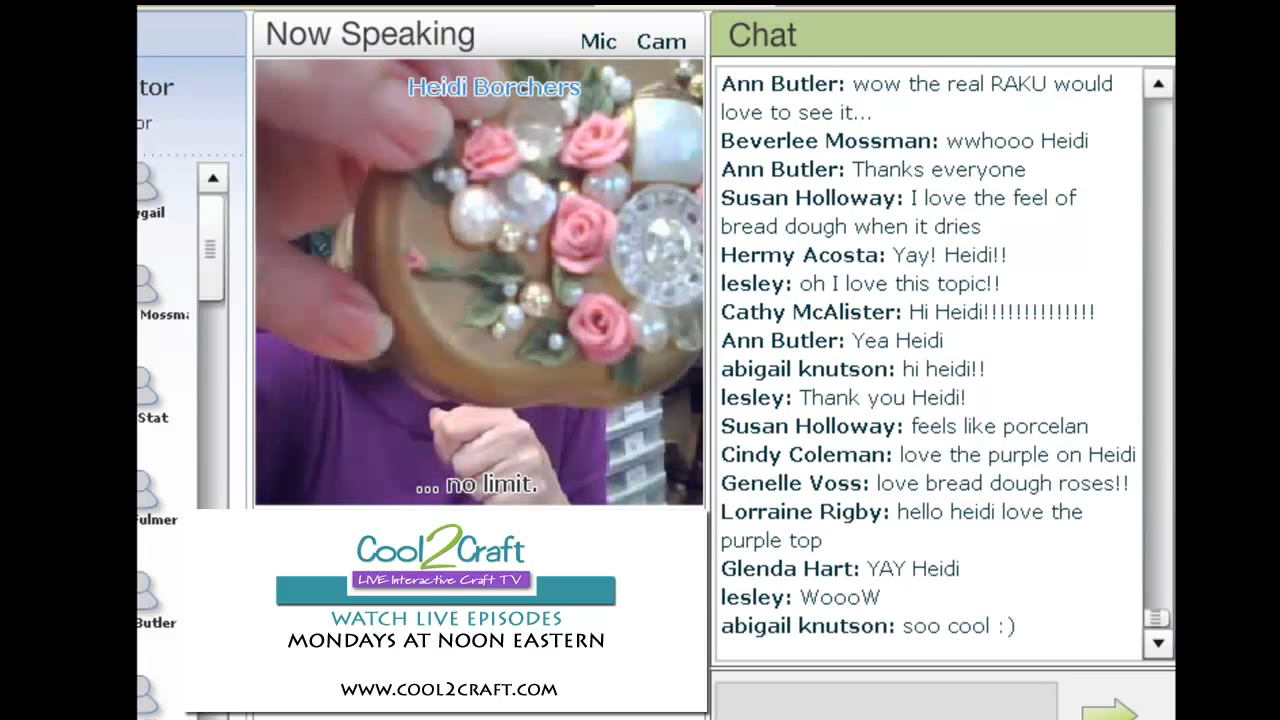 tor
or
ygail
Mossma
Stat
Fulmer
Butler
Now Speaking
Mic Cam
Heidi Borchers
... no limit.
Cool2Craft
LIVE Interactive Craft TV
WATCH LIVE EPISODES
MONDAYS AT NOON EASTERN
WWW.COOL2CRAFT.COM
Chat
Ann Butler: wow the real RAKU would
love to see it...
Beverlee Mossman: wwhooo Heidi
Ann Butler: Thanks everyone
Susan Holloway: I love the feel of
bread dough when it dries
Hermy Acosta: Yay! Heidi!!
lesley: oh I love this topic!!
Cathy McAlister: Hi Heidi!!!!!!!!!!!!!!
Ann Butler: Yea Heidi
abigail knutson: hi heidi!!
lesley: Thank you Heidi!
Susan Holloway: feels like porcelan
Cindy Coleman: love the purple on Heidi
Genelle Voss: love bread dough roses!!
Lorraine Rigby: hello heidi love the
purple top
Glenda Hart: YAY Heidi
lesley: WoooW
abigail knutson: soo cool :)